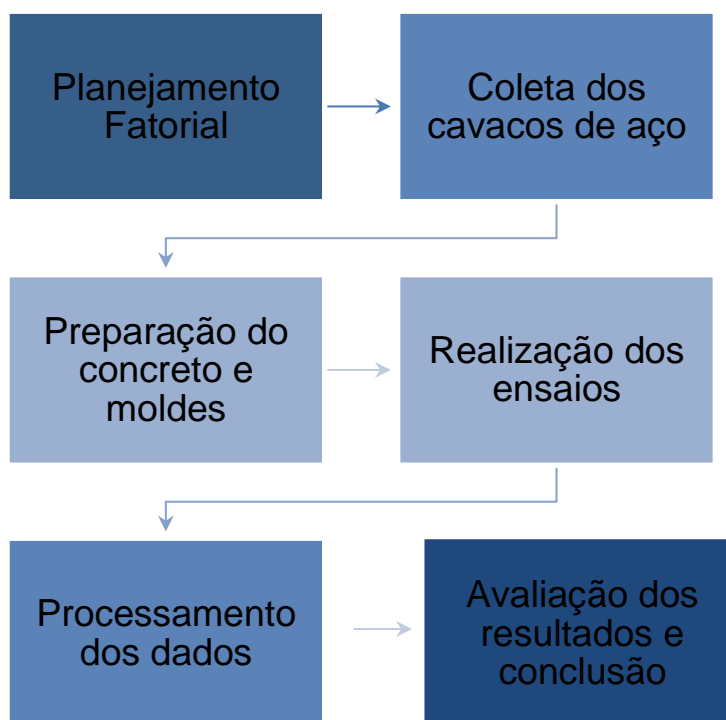 Planejamento
Fatorial
Coleta dos
cavacos de aço
Preparação do
concreto e
moldes
Realização dos
ensaios
Processamento
dos dados
Avaliação dos
resultados e
conclusão